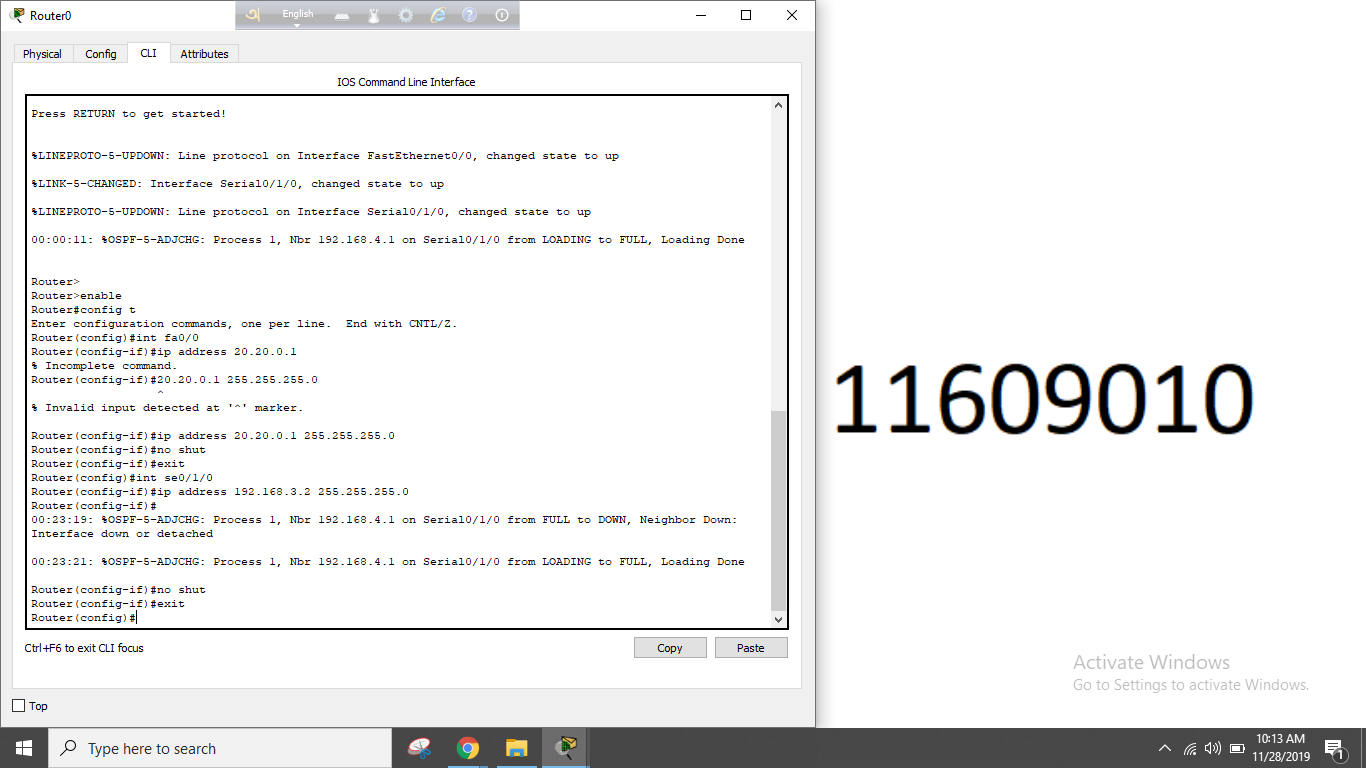 Router0
অ English
Physical Config CLI Attributes
IOS Command Line Interface
Press RETURN to get started!
%LINEPROTO-5-UPDOWN: Line protocol on Interface FastEthernet0/0, changed state to up
%LINK-5-CHANGED: Interface Serial0/1/0, changed state to up
%LINEPROTO-5-UPDOWN: Line protocol on Interface Serial0/1/0, changed state to up
00:00:11: %OSPF-5-ADJCHG: Process 1, Nbr 192.168.4.1 on Serial0/1/0 from LOADING to FULL, Loading Done
Router>
Router>enable
Router#config t
Enter configuration commands, one per line.  End with CNTL/Z.
Router(config)#int fa0/0
Router(config-if)#ip address 20.20.0.1
% Incomplete command.
Router(config-if)#20.20.0.1 255.255.255.0
^
% Invalid input detected at '^' marker.
Router(config-if)#ip address 20.20.0.1 255.255.255.0
Router(config-if)#no shut
Router(config-if)#exit
Router(config)#int se0/1/0
Router(config-if)#ip address 192.168.3.2 255.255.255.0
Router(config-if)#
00:23:19: %OSPF-5-ADJCHG: Process 1, Nbr 192.168.4.1 on Serial0/1/0 from FULL to DOWN, Neighbor Down:
Interface down or detached
00:23:21: %OSPF-5-ADJCHG: Process 1, Nbr 192.168.4.1 on Serial0/1/0 from LOADING to FULL, Loading Done
Router(config-if)#no shut
Router(config-if)#exit
Router(config)#
Ctrl+F6 to exit CLI focus
Copy Paste
Top
11609010
Activate Windows
Go to Settings to activate Windows.
Type here to search
10:13 AM
11/28/2019
1